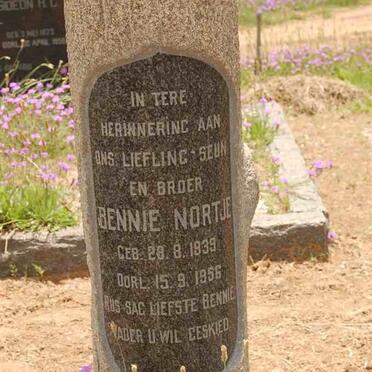 GIDEON H.C.
IN TERE
HERINNERING AAN
ONS LIEFLING-SEUN
EN BROER
BENNIE NORTJE
GEB. 28.8.1939
OORL. 15.9.1956
RUS SAG LIEFSTE BENNIE
VADER U WIL GESKIED